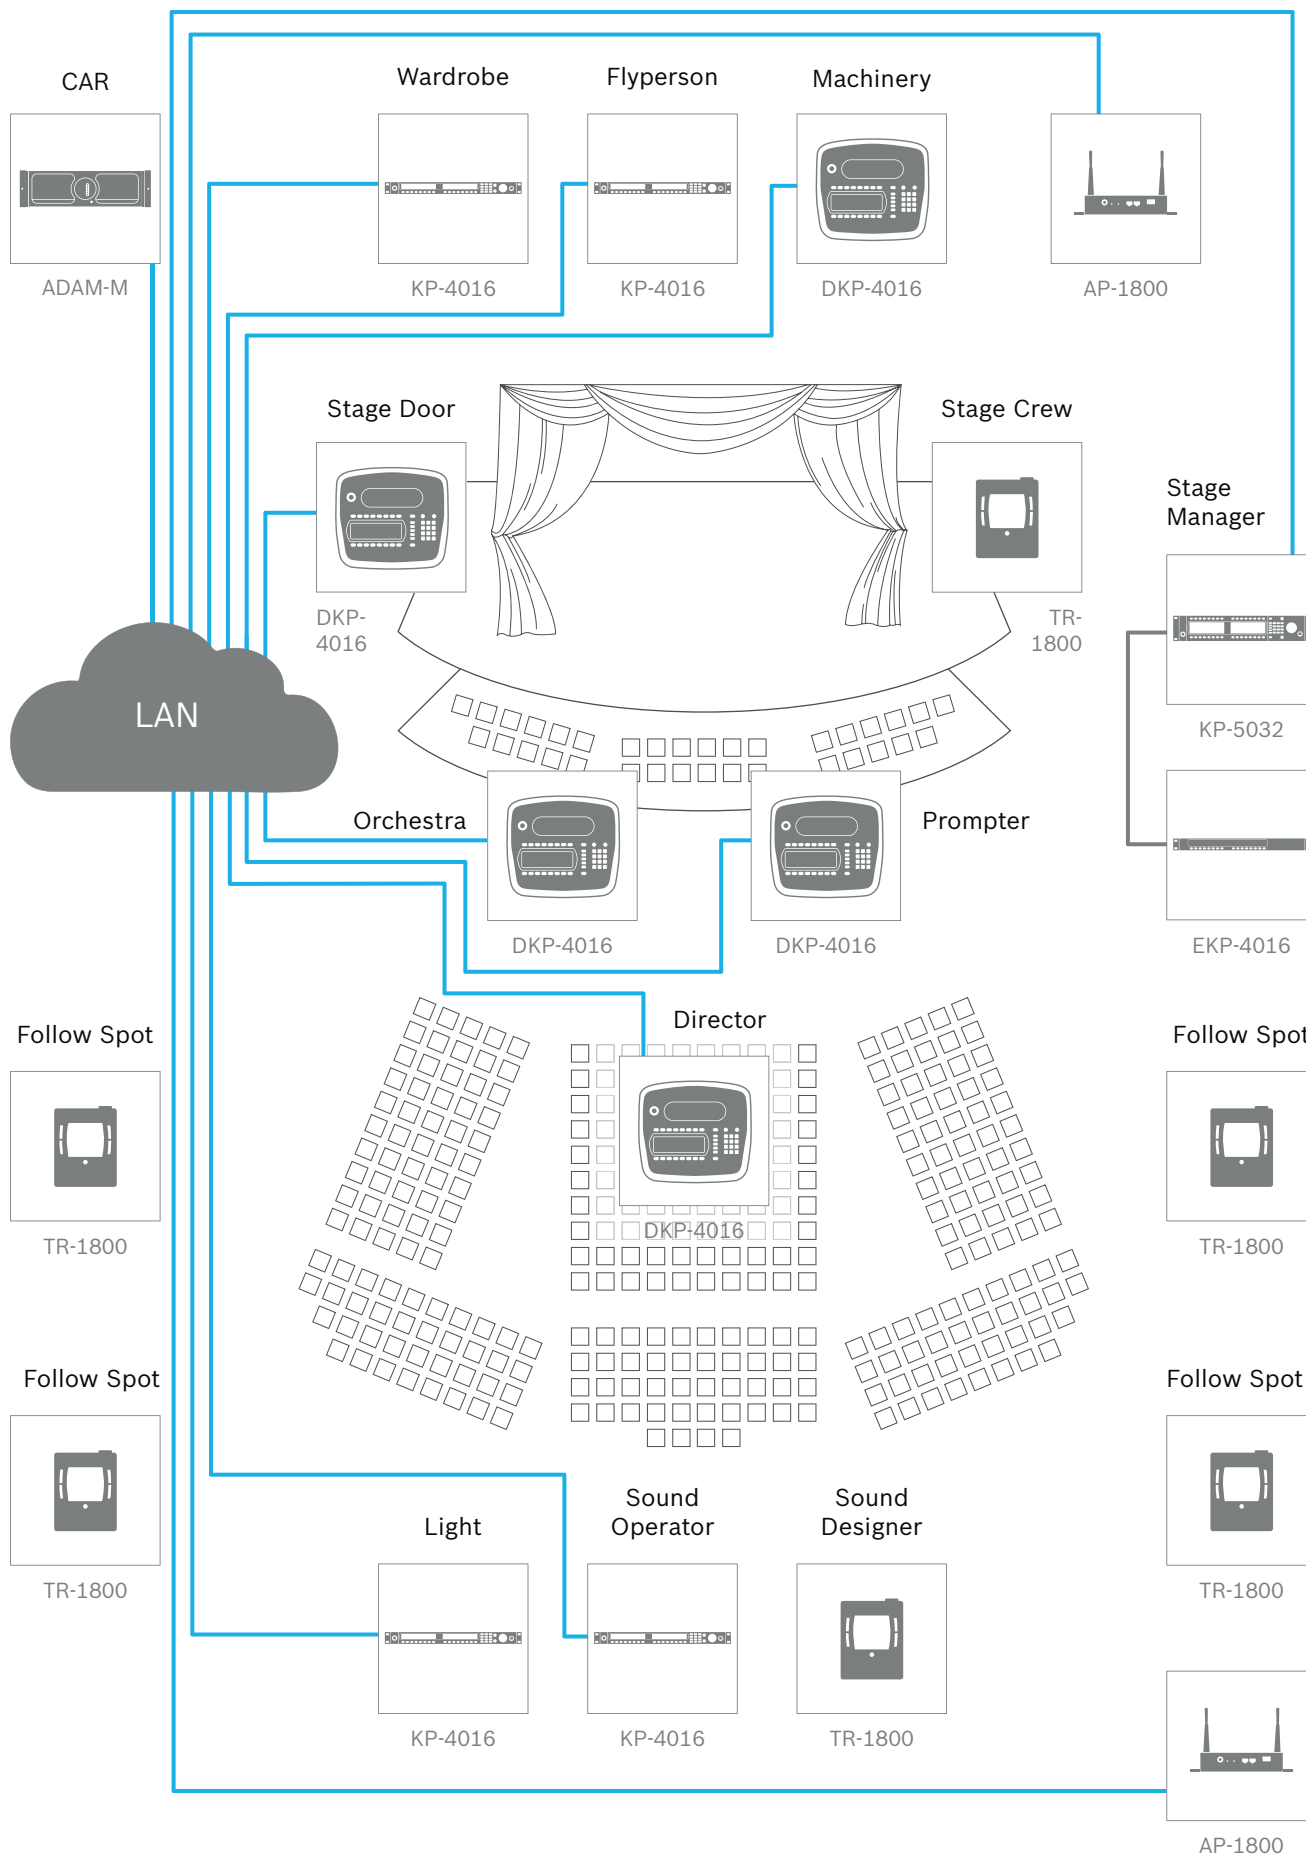 CAR
Wardrobe
Flyperson
Machinery
ADAM-M
KP-4016
KP-4016
DKP-4016
AP-1800
Stage Door
Stage Crew
DKP-
4016
TR-
1800
Stage
Manager
LAN
KP-5032
Orchestra
Prompter
DKP-4016
DKP-4016
EKP-4016
Director
Follow Spot
Follow Spot
DKP-4016
TR-1800
TR-1800
Follow Spot
Follow Spot
TR-1800
TR-1800
Light
Sound
Operator
Sound
Designer
KP-4016
KP-4016
TR-1800
AP-1800